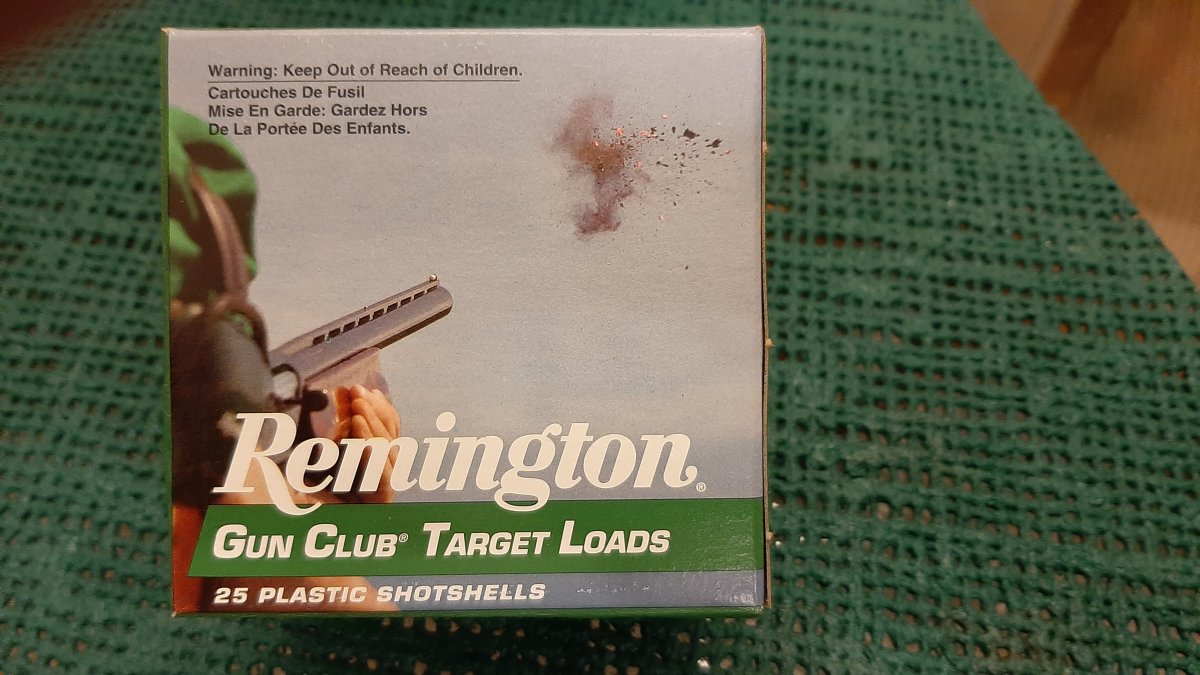 Warning: Keep Out of Reach of Children.
Cartouches De Fusil
Mise En Garde: Gardez Hors
De La Portée Des Enfants.
Remington®
GUN CLUB® TARGET LOADS
25 PLASTIC SHOTSHELLS